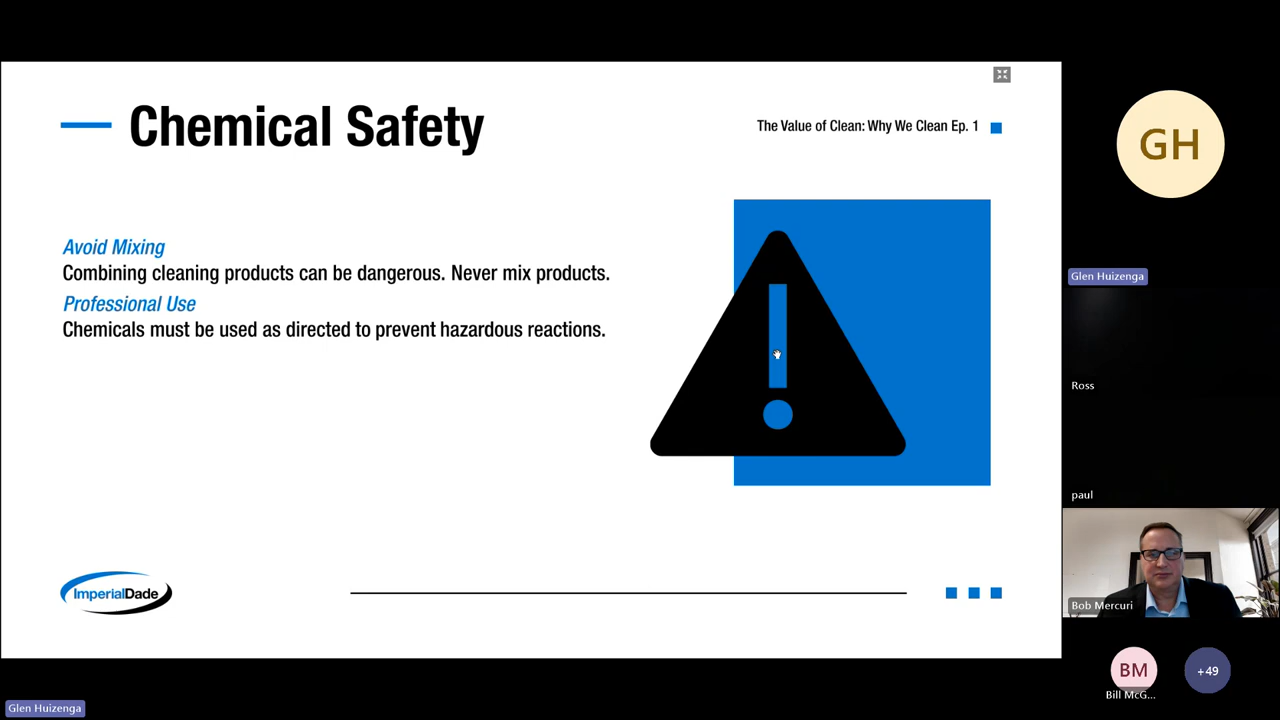 Chemical Safety
The Value of Clean: Why We Clean Ep. 1
Avoid Mixing
Combining cleaning products can be dangerous. Never mix products.
Professional Use
Chemicals must be used as directed to prevent hazardous reactions.
ImperialDade
GH
Glen Huizenga
Ross
paul
Bob Mercuri
BM
+49
Bill McG...
Glen Huizenga